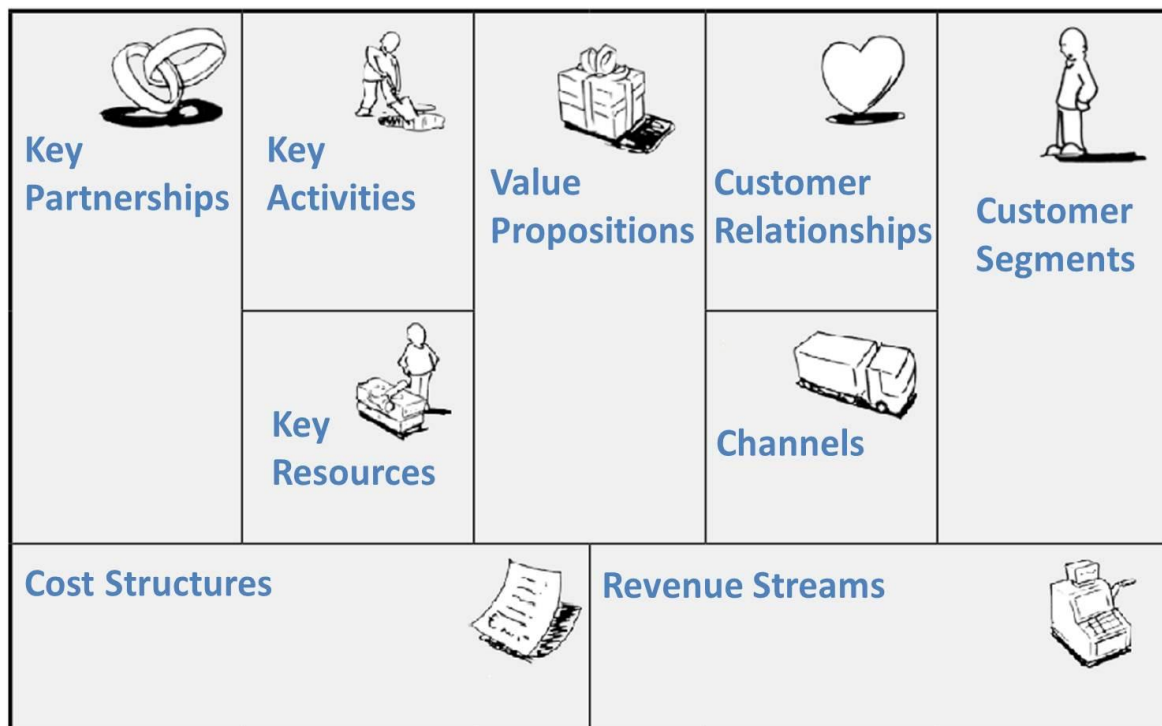 Key
Partnerships
Key
Activities
Key
Resources
Value
Propositions
Customer
Relationships
Channels
Customer
Segments
Cost Structures
Revenue Streams